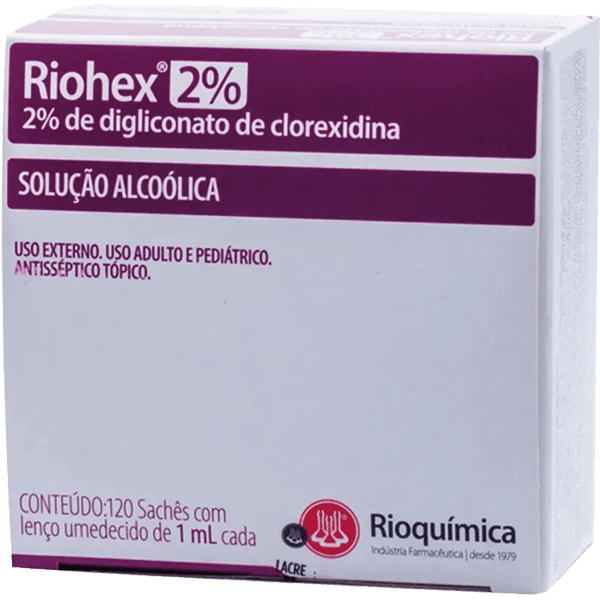 Riohex® 2%
2% de digliconato de clorexidina
SOLUÇÃO ALCOÓLICA
USO EXTERNO. USO ADULTO E PEDIÁTRICO.
ANTISSÉPTICO TÓPICO.
CONTEÚDO:120 Sachês com
lenço umedecido de 1 mL cada
Rioquímica
Indústria Farmacêutica | desde 1979
LACRE